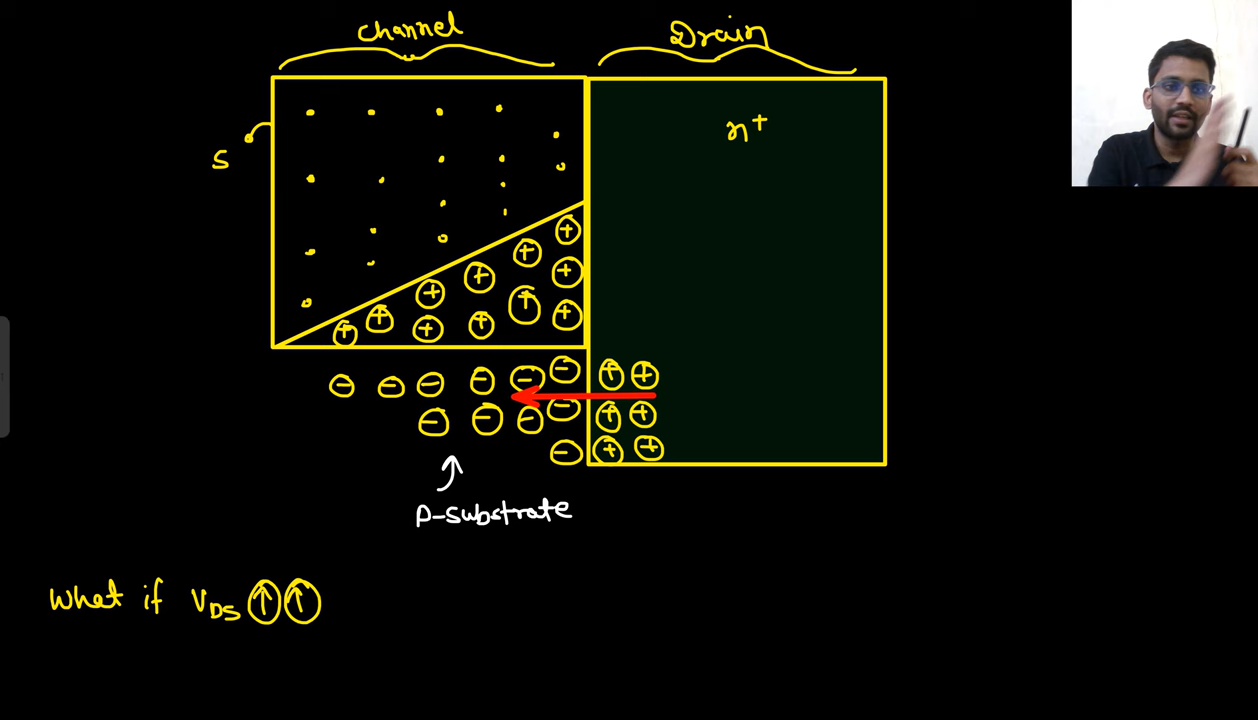 Channel
Drain
n+
S
+ + + + + +
+ + + + +
- - - - - - + +
- - - - + +
- + +
P-substrate
What if VDS ↑ ↑